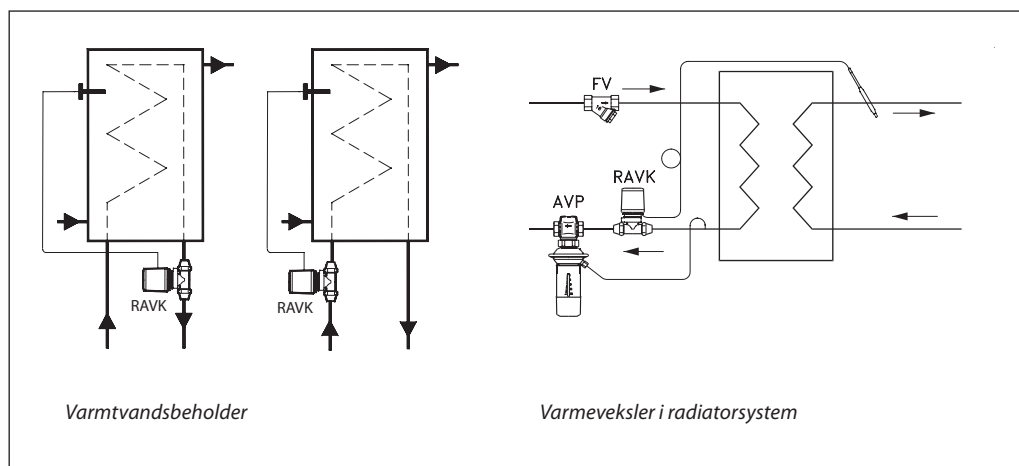 FV
RAVK
AVP
RAVK
RAVK
Varmtvandsbeholder
Varmeveksler i radiatorsystem